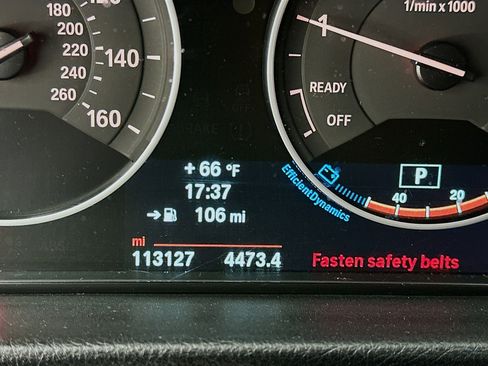 1/min x 1000
180
220
240
260
140
160
1
READY
OFF
+66 °F
17:37
106 mi
EfficientDynamics
P
40
20
mi
113127 4473.4
Fasten safety belts